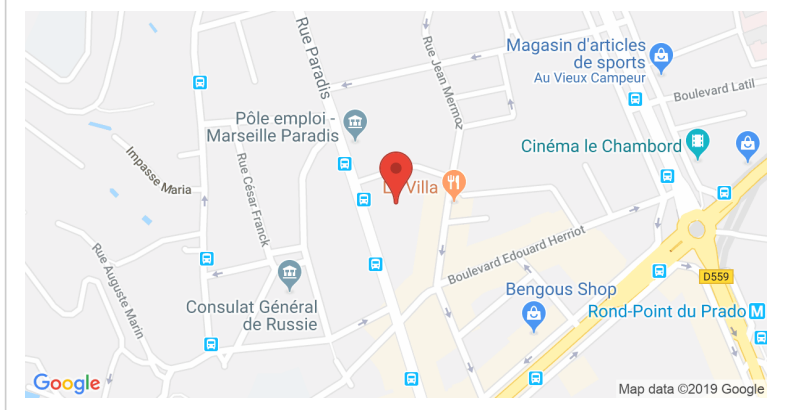 Rue Paradis
Rue Jean Mermoz
Magasin d'articles
de sports
Au Vieux Campeur
Boulevard Latil
Pôle emploi -
Marseille Paradis
Cinéma le Chambord
Impasse Maria
Rue César Franck
Villa
Boulevard Edouard Herriot
Rue Auguste Marin
Consulat Général
de Russie
Bengous Shop
D559
Rond-Point du Prado M
Google
Map data ©2019 Google